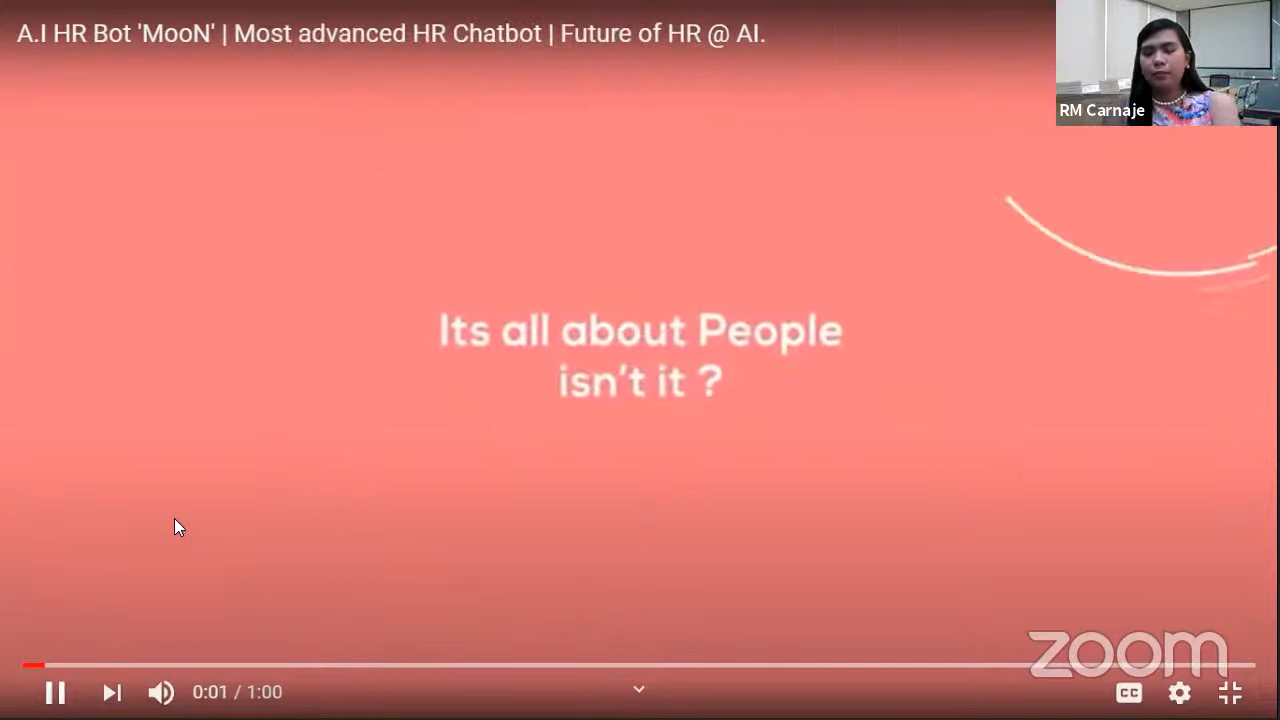 A.I HR Bot 'MooN' | Most advanced HR Chatbot | Future of HR @ AI.
RM Carnaje
Its all about People
isn't it ?
zoom
0:01 / 1:00
CC